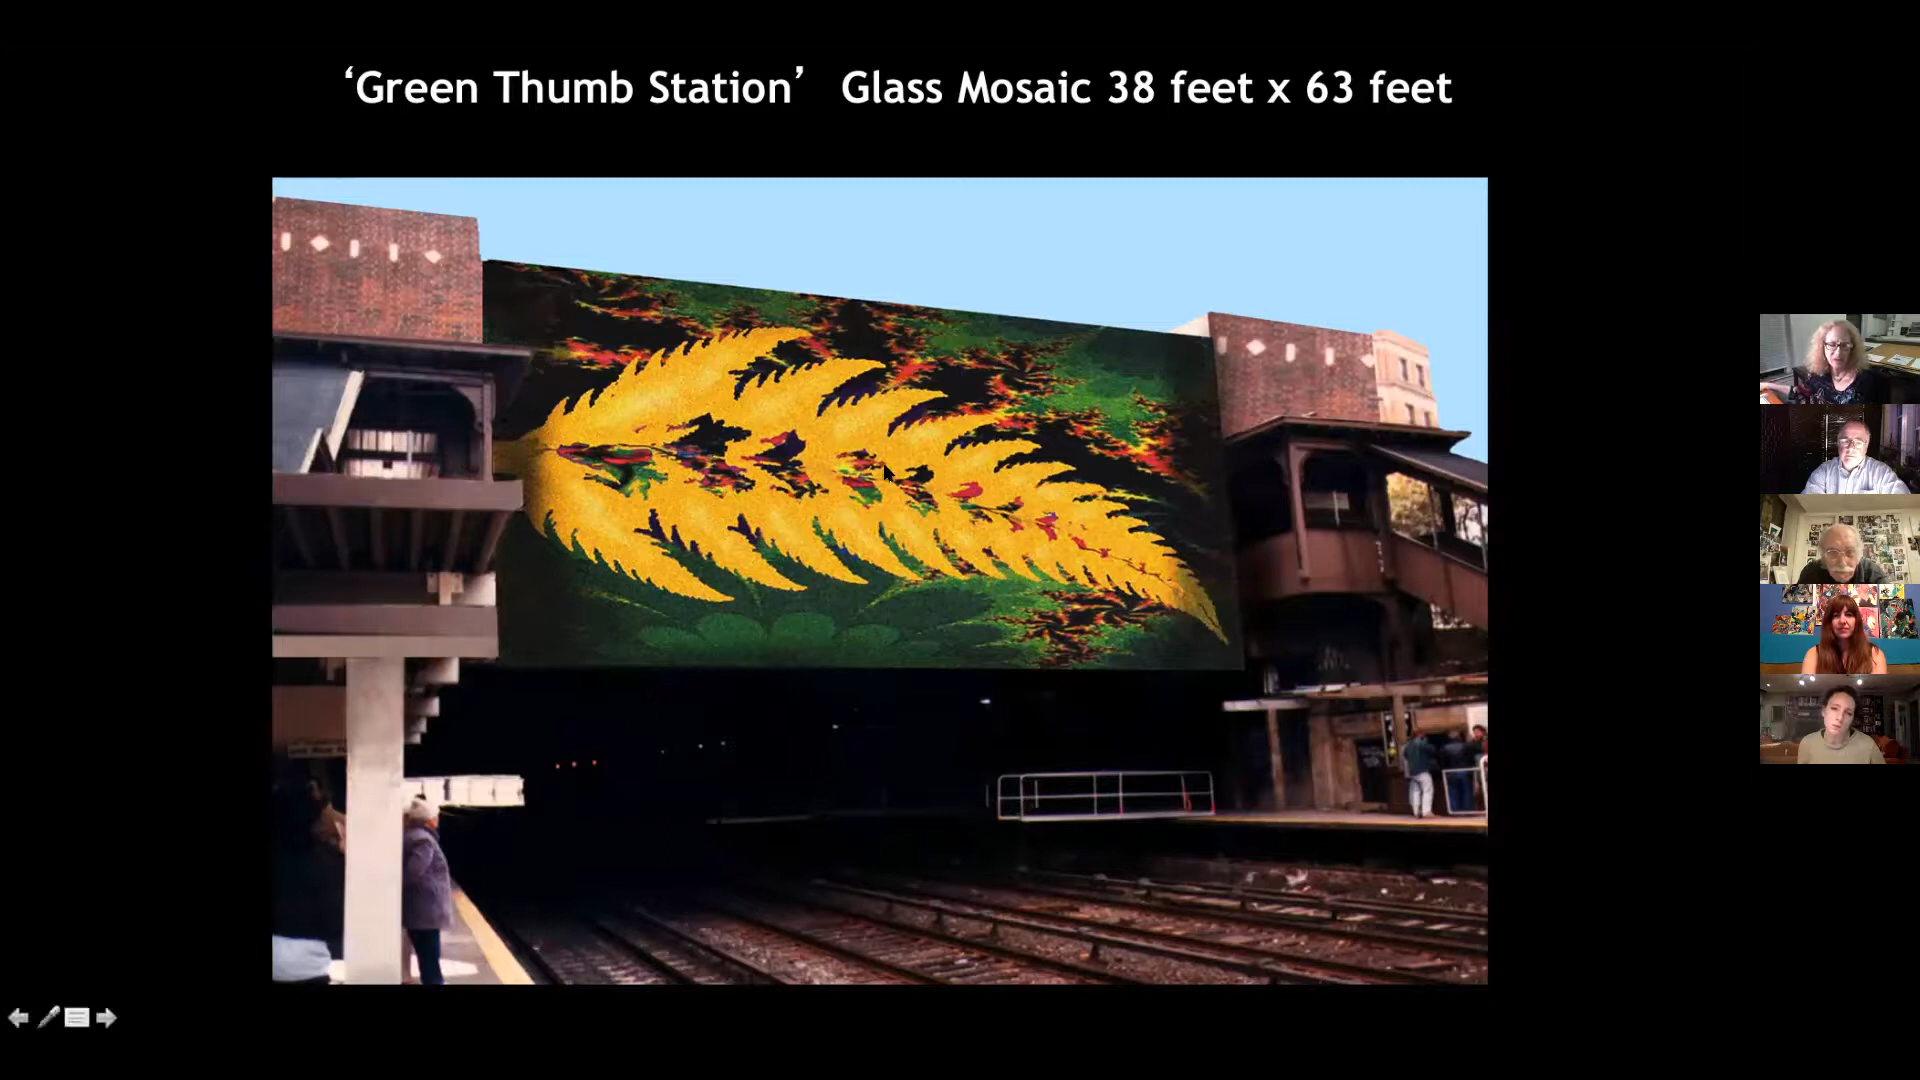 ‘Green Thumb Station’ Glass Mosaic 38 feet x 63 feet